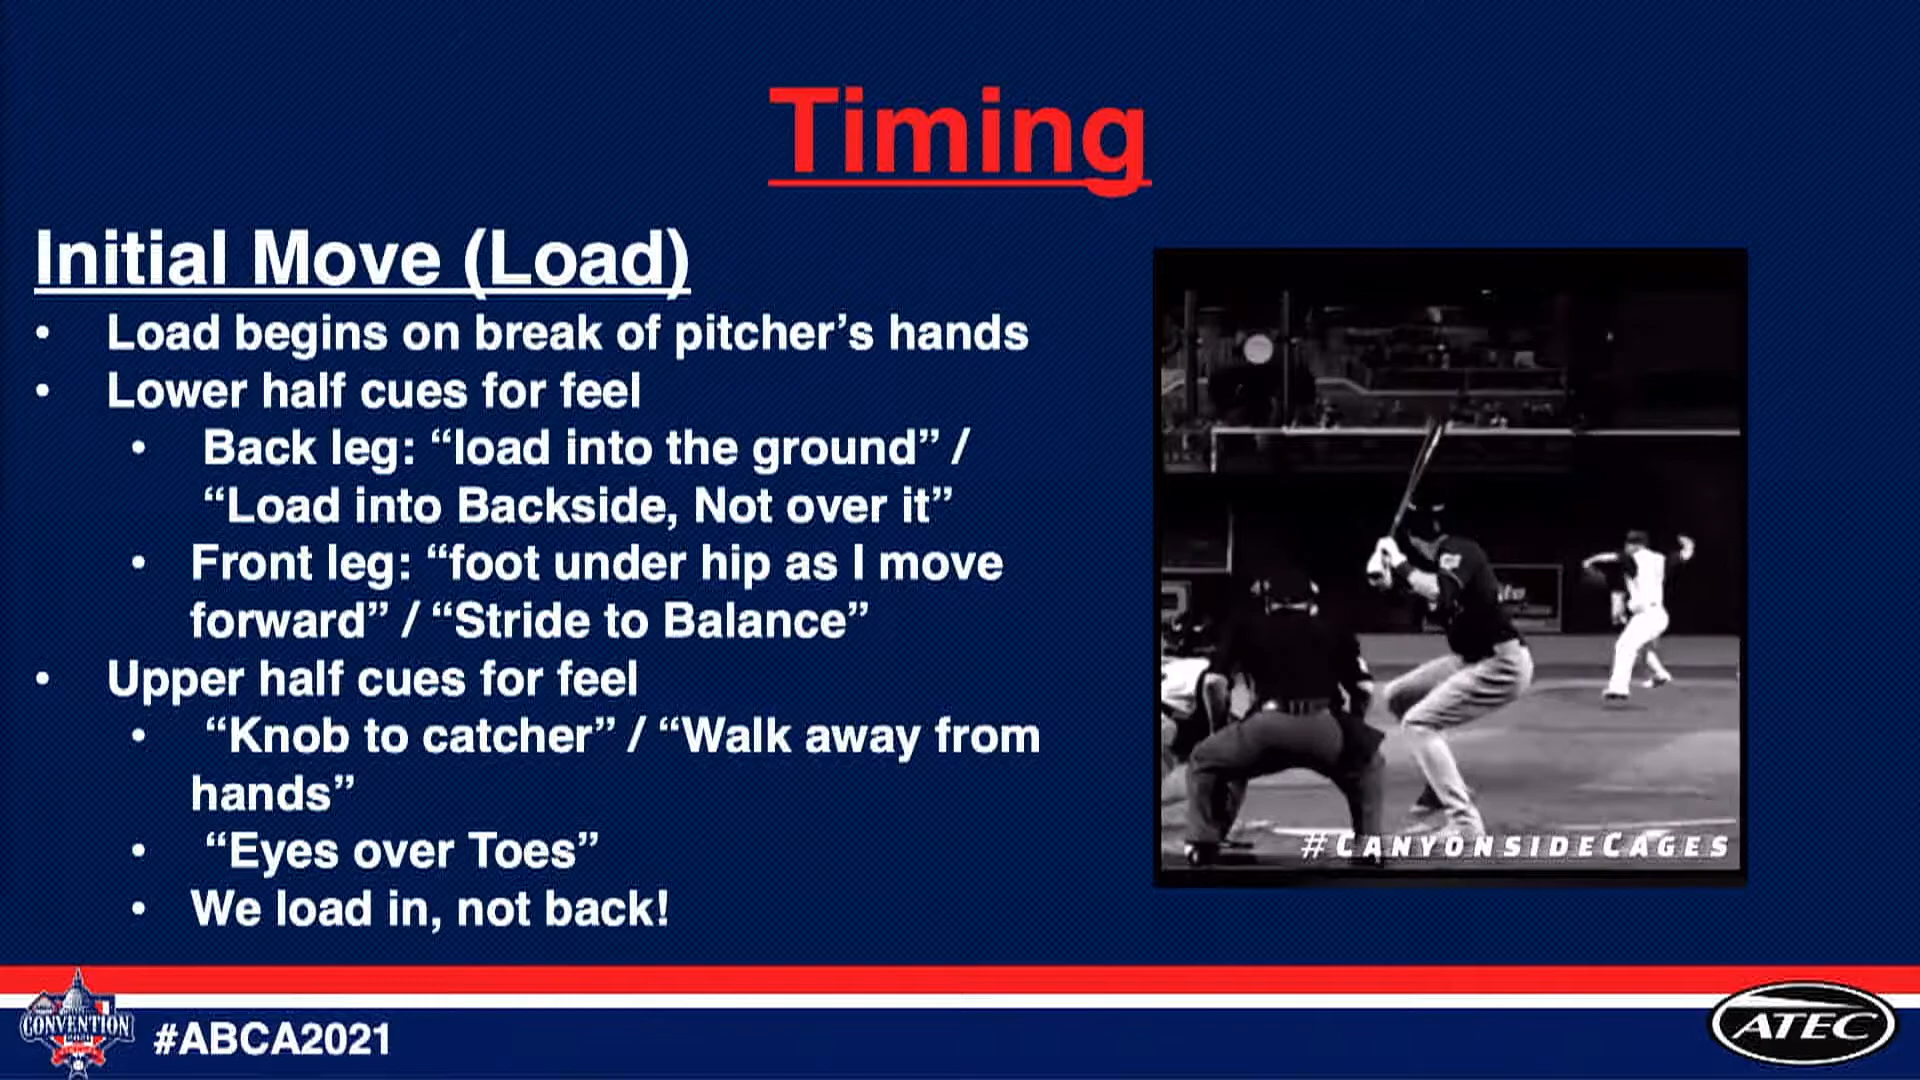 Timing
Initial Move (Load)
• Load begins on break of pitcher’s hands
• Lower half cues for feel
• Back leg: “load into the ground” /
“Load into Backside, Not over it”
• Front leg: “foot under hip as I move
forward” / “Stride to Balance”
• Upper half cues for feel
• “Knob to catcher” / “Walk away from
hands”
• “Eyes over Toes”
• We load in, not back!
#CANYONSIDECAGES
CONVENTION
#ABCA2021
ATEC